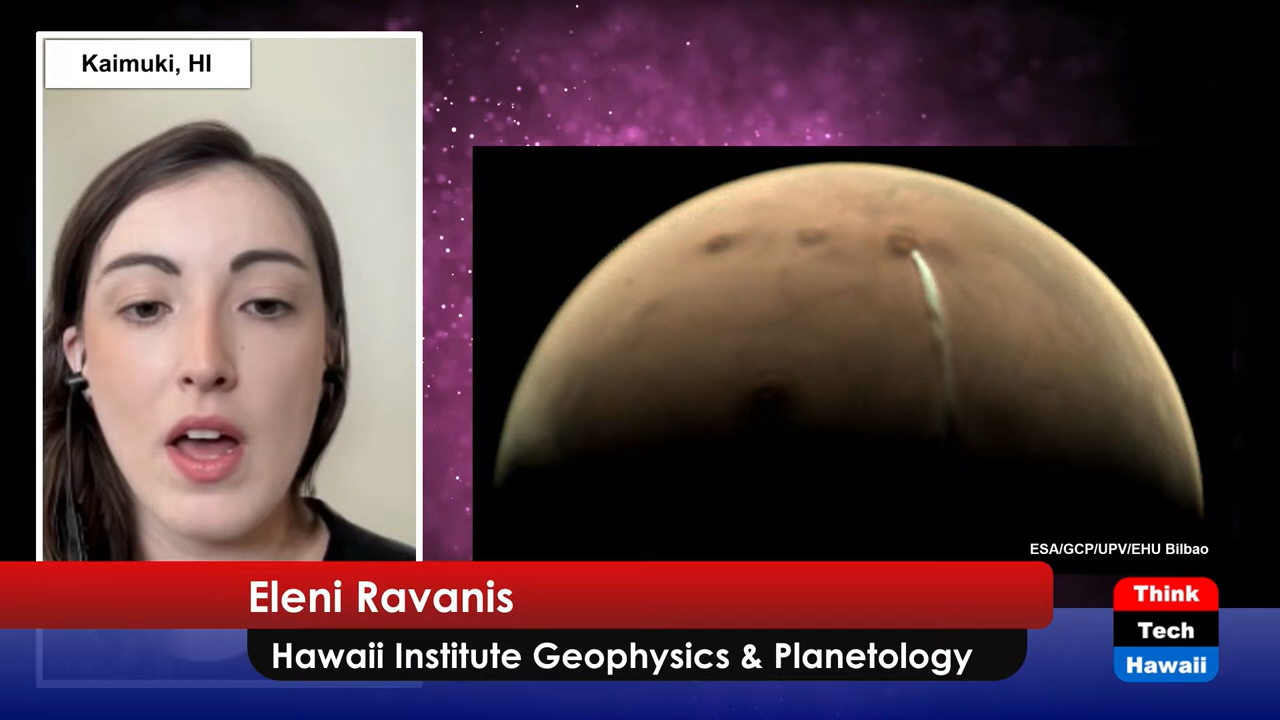 Kaimuki, HI
ESA/GCP/UPV/EHU Bilbao
Eleni Ravanis
Hawaii Institute Geophysics & Planetology
Think
Tech
Hawaii